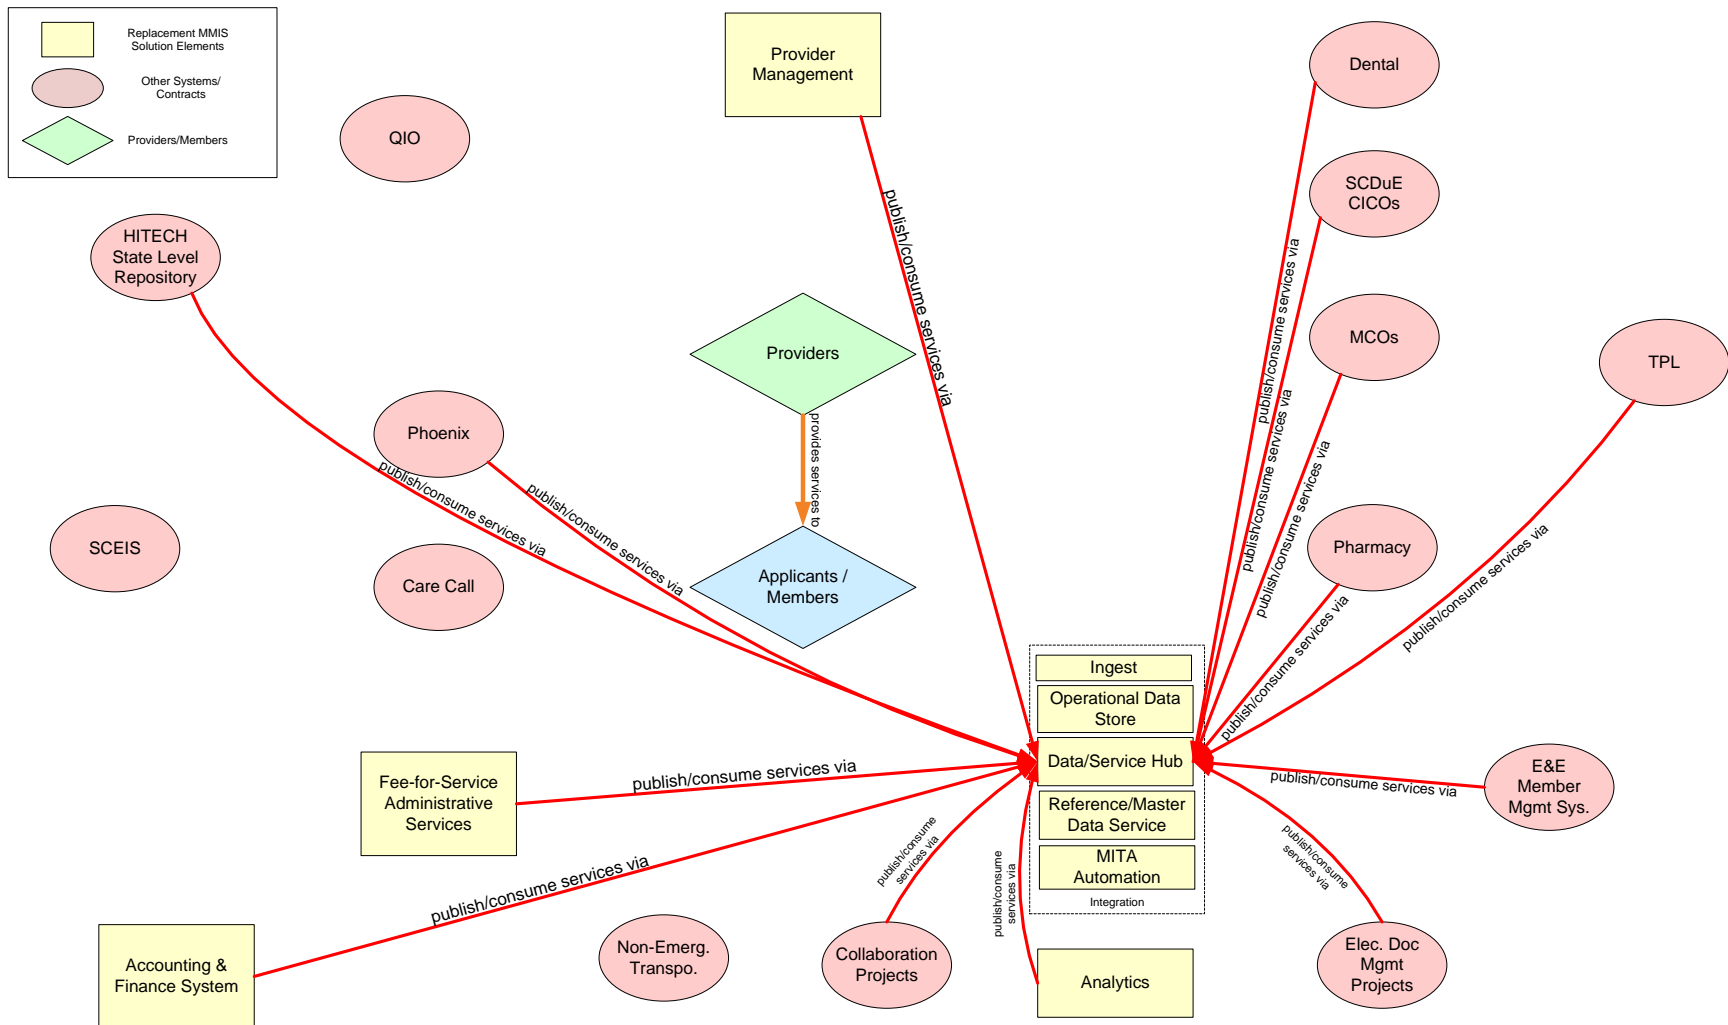 Replacement MMIS
Solution Elements
Other Systems/
Contracts
Providers/Members
QIO
HITECH
State Level
Repository
Provider
Management
Dental
SCDuE
CICOs
MCOs
TPL
Providers
provides services to
Applicants /
Members
Phoenix
SCEIS
Care Call
Pharmacy
publish/consume services via
publish/consume services via
publish/consume services via
publish/consume services via
publish/consume services via
publish/consume services via
publish/consume services via
publish/consume services via
Ingest
Operational Data
Store
Data/Service Hub
Reference/Master
Data Service
MITA
Automation
Integration
Fee-for-Service
Administrative
Services
publish/consume services via
publish/consume services via
E&E
Member
Mgmt Sys.
Accounting &
Finance System
publish/consume services via
Non-Emerg.
Transpo.
Collaboration
Projects
publish/consume
services via
Analytics
publish/consume
services via
Elec. Doc
Mgmt
Projects
publish/consume
services via